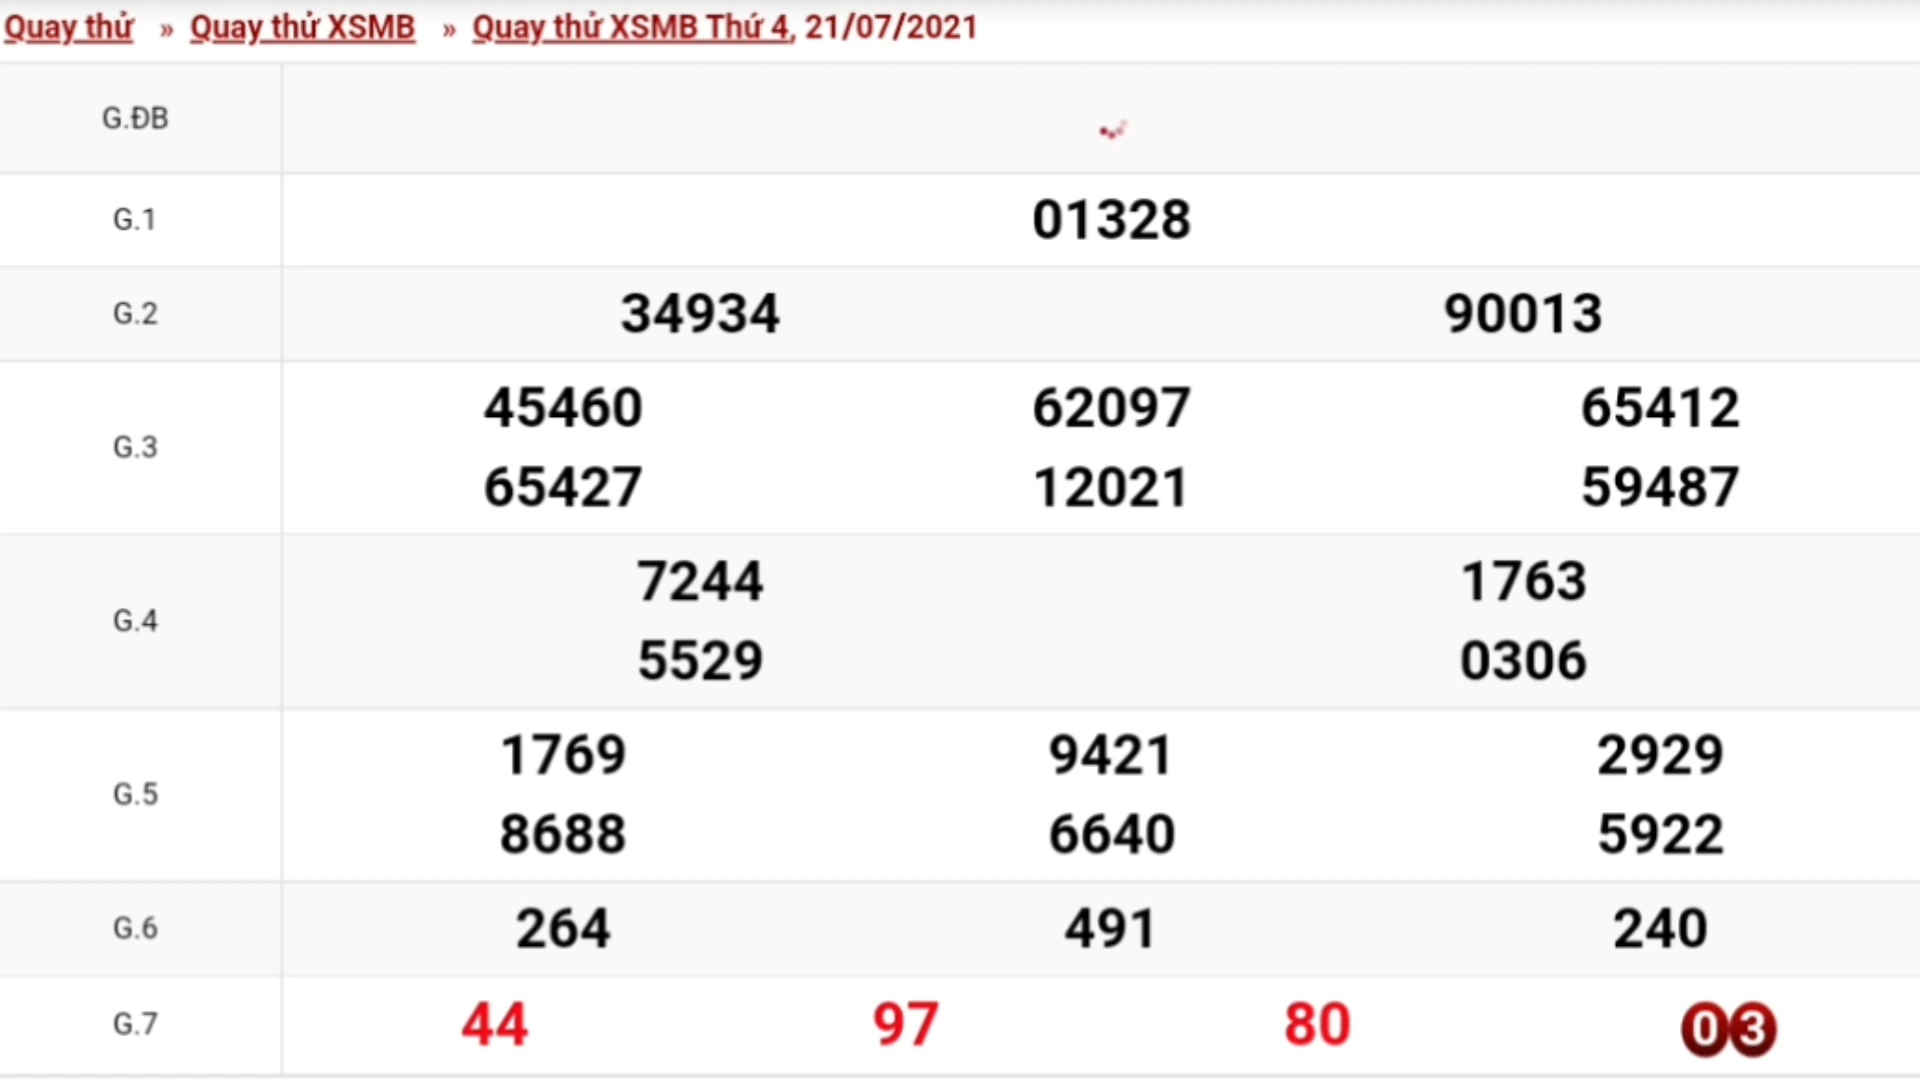 Quay thử » Quay thử XSMB » Quay thử XSMB Thứ 4, 21/07/2021
G.ĐB
G.1 01328
G.2 34934 90013
G.3
45460 62097 65412
65427 12021 59487
G.4
7244 1763
5529 0306
G.5
1769 9421 2929
8688 6640 5922
G.6 264 491 240
G.7 44 97 80 03